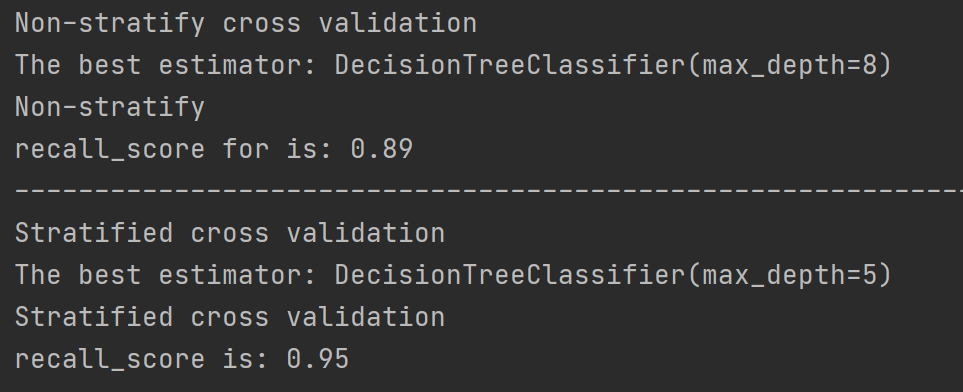 Non-stratify cross validation
The best estimator: DecisionTreeClassifier(max_depth=8)
Non-stratify
recall_score for is: 0.89
------------------------------------------------------------
Stratified cross validation
The best estimator: DecisionTreeClassifier(max_depth=5)
Stratified cross validation
recall_score is: 0.95